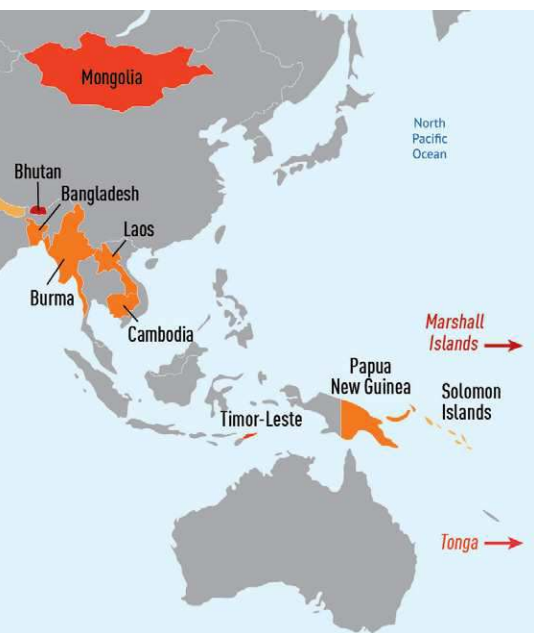 Mongolia
North
Pacific
Ocean
Bhutan
Bangladesh
Laos
Burma
Cambodia
Marshall
Islands
Papua
New Guinea
Solomon
Islands
Timor-Leste
Tonga